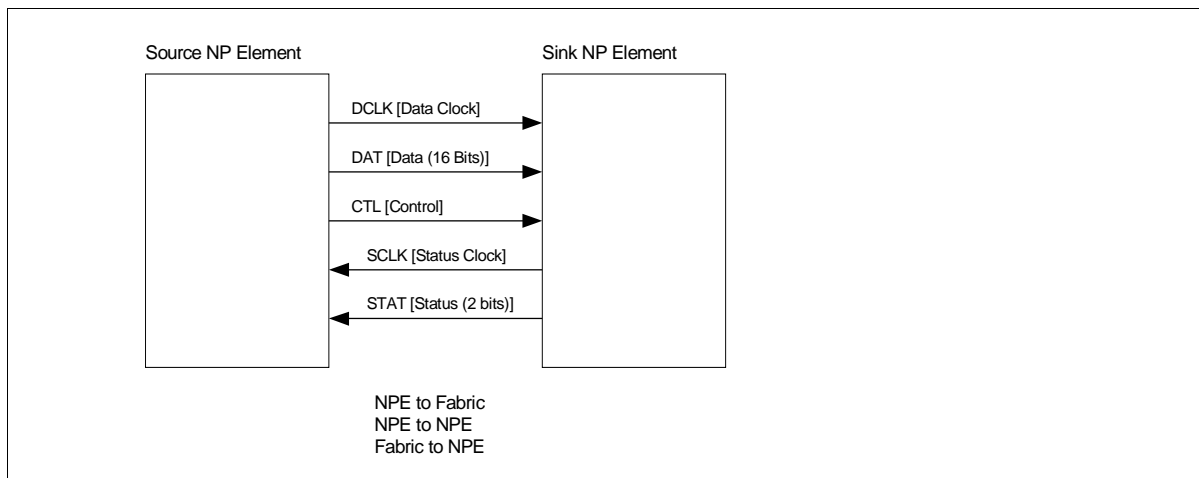 Source NP Element
Sink NP Element
DCLK [Data Clock]
DAT [Data (16 Bits)]
CTL [Control]
SCLK [Status Clock]
STAT [Status (2 bits)]
NPE to Fabric
NPE to NPE
Fabric to NPE